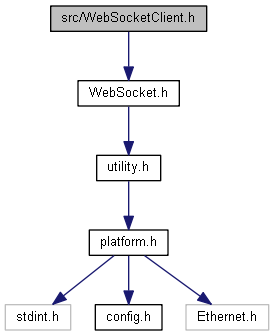 src/WebSocketClient.h
WebSocket.h
utility.h
platform.h
stdint.h
config.h
Ethernet.h